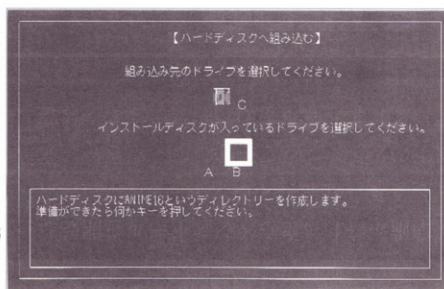 【ハードディスクへ組み込む】
組み込み先のドライブを選択してください。
C
インストールディスクが入っているドライブを選択してください。
A B
ハードディスクにANIME16というディレクトリーを作成します。
準備ができたら何かキーを押してください。